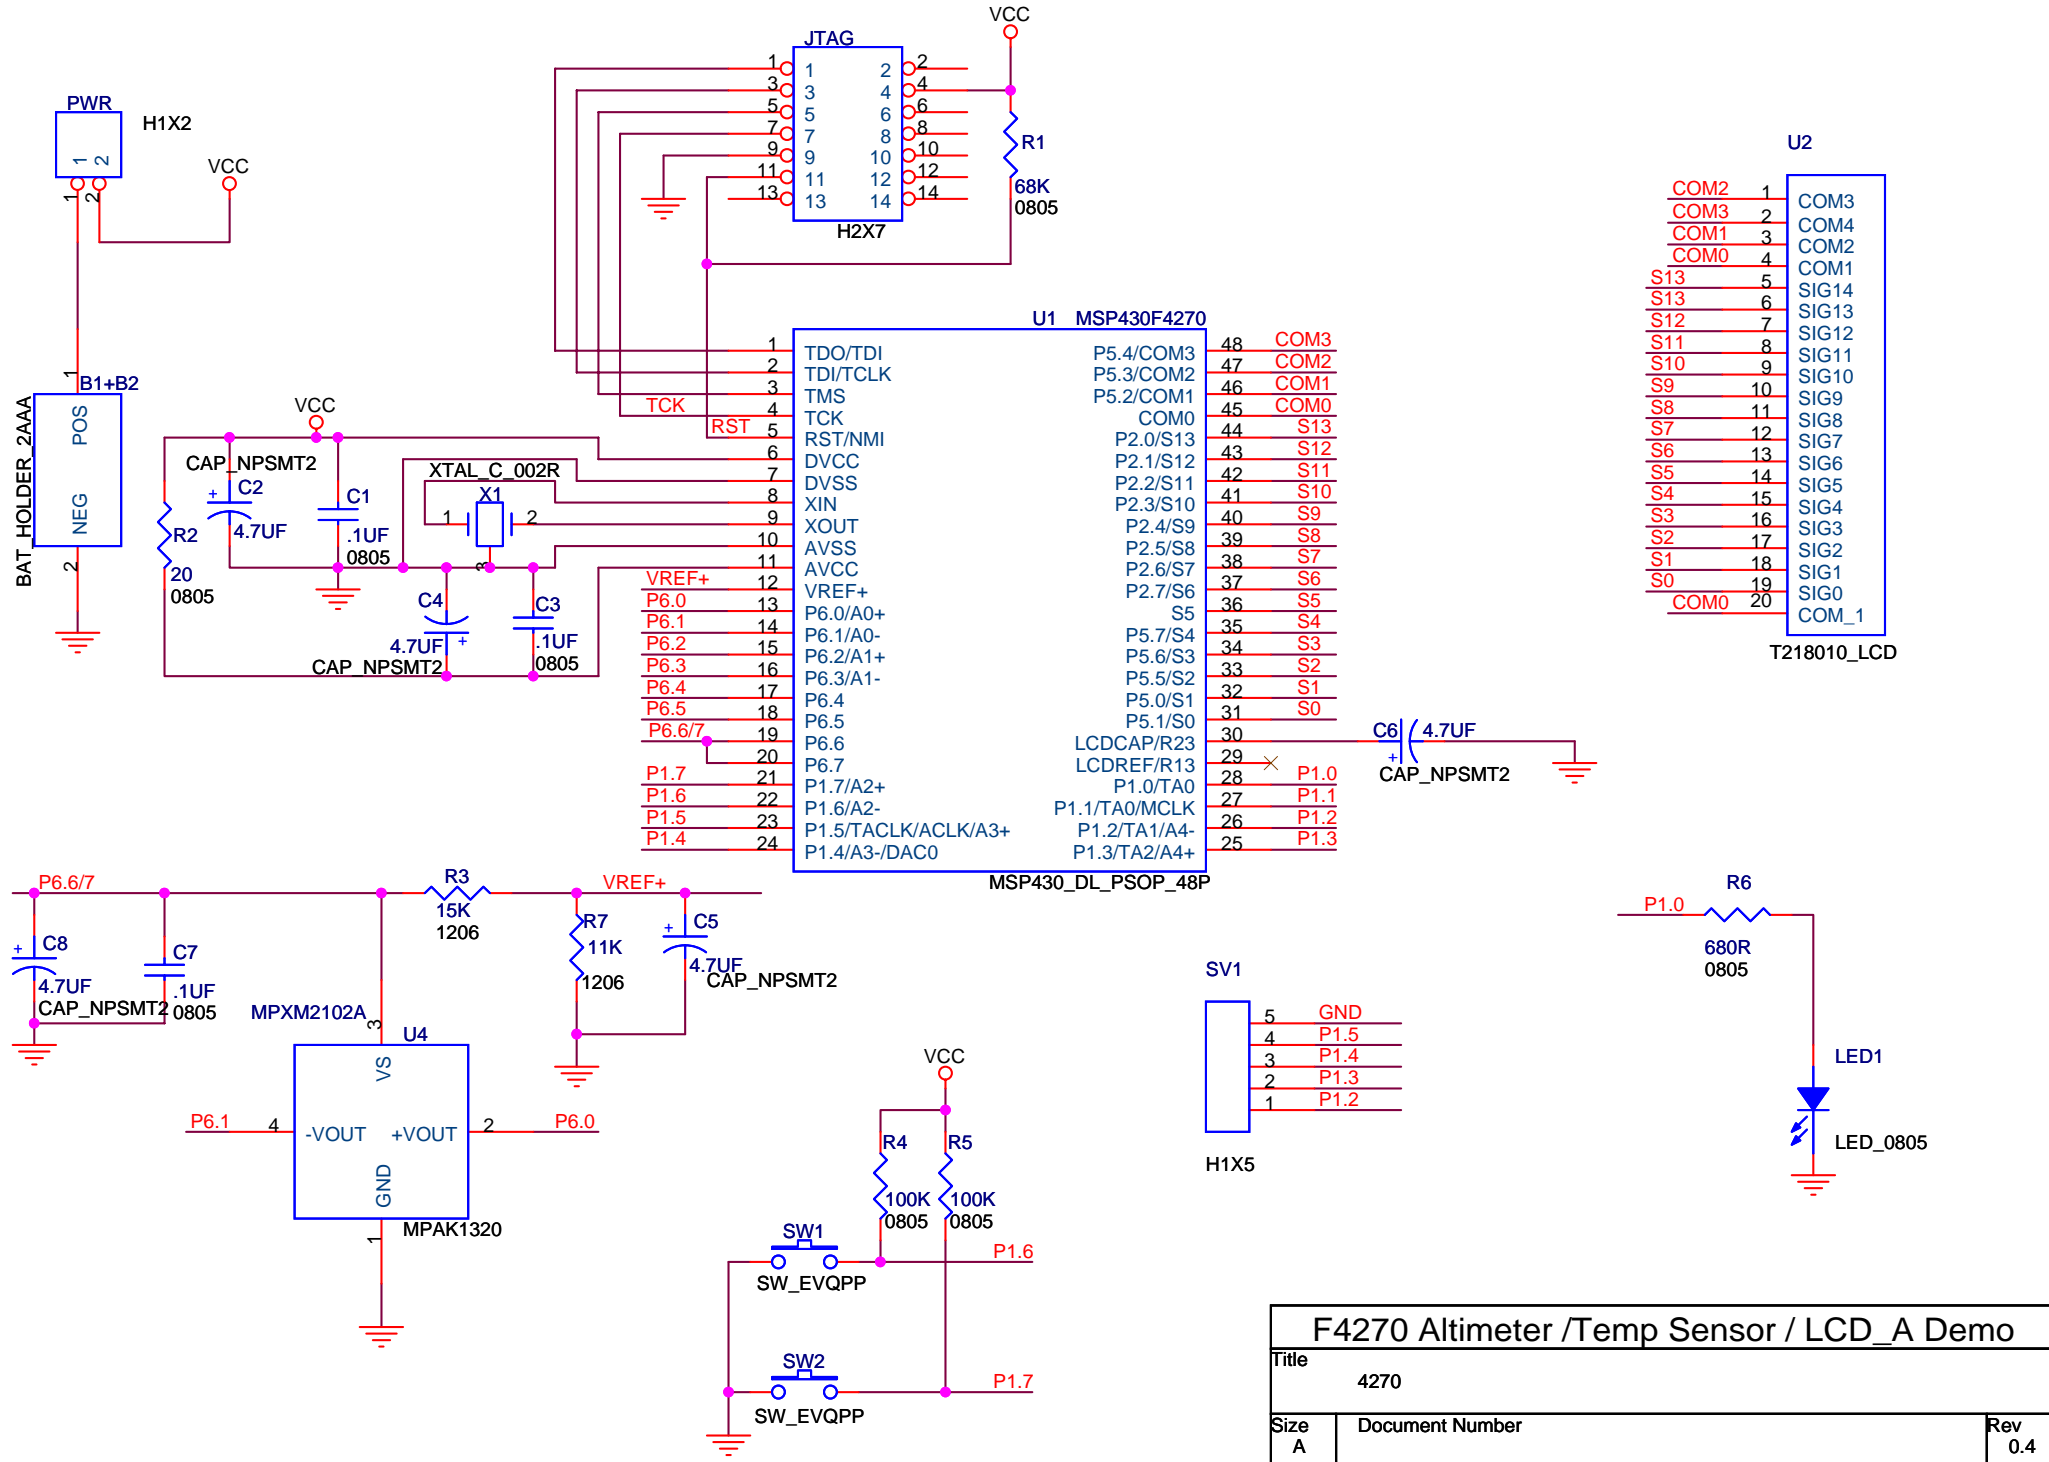 JTAG
VCC
1 1 2 2
3 3 4 4
5 5 6 6
7 7 8 8
9 9 10 10
11 11 12 12
13 13 14 14
H2X7
R1
68K
0805
PWR
H1X2
1 2
1 2
VCC
1
B1+B2
POS
NEG
BAT_HOLDER_2AAA
2
U2
COM2 1 COM3
COM3 2 COM4
COM1 3 COM2
COM0 4 COM1
S13 5 SIG14
S13 6 SIG13
S12 7 SIG12
S11 8 SIG11
S10 9 SIG10
S9 10 SIG9
S8 11 SIG8
S7 12 SIG7
S6 13 SIG6
S5 14 SIG5
S4 15 SIG4
S3 16 SIG3
S2 17 SIG2
S1 18 SIG1
S0 19 SIG0
COM0 20 COM_1
T218010_LCD
U1 MSP430F4270
1 TDO/TDI P5.4/COM3 48 COM3
2 TDI/TCLK P5.3/COM2 47 COM2
3 TMS P5.2/COM1 46 COM1
TCK 4 TCK COM0 45 COM0
RST 5 RST/NMI P2.0/S13 44 S13
6 DVCC P2.1/S12 43 S12
7 DVSS P2.2/S11 42 S11
8 XIN P2.3/S10 41 S10
9 XOUT P2.4/S9 40 S9
10 AVSS P2.5/S8 39 S8
11 AVCC P2.6/S7 38 S7
VREF+ 12 VREF+ P2.7/S6 37 S6
P6.0 13 P6.0/A0+ S5 36 S5
P6.1 14 P6.1/A0- P5.7/S4 35 S4
P6.2 15 P6.2/A1+ P5.6/S3 34 S3
P6.3 16 P6.3/A1- P5.5/S2 33 S2
P6.4 17 P6.4 P5.0/S1 32 S1
P6.5 18 P6.5 P5.1/S0 31 S0
P6.6/7 19 P6.6 LCDCAP/R23 30
20 P6.7 LCDREF/R13 29
P1.7 21 P1.7/A2+ P1.0/TA0 28 P1.0
P1.6 22 P1.6/A2- P1.1/TA0/MCLK 27 P1.1
P1.5 23 P1.5/TACLK/ACLK/A3+ P1.2/TA1/A4- 26 P1.2
P1.4 24 P1.4/A3-/DAC0 P1.3/TA2/A4+ 25 P1.3
MSP430_DL_PSOP_48P
VCC
CAP_NPSMT2
+ C2
4.7UF
C1
.1UF
0805
R2
20
0805
XTAL_C_002R
X1
1 2
3
C4
4.7UF +
CAP_NPSMT2
C3
.1UF
0805
C6 4.7UF
+
CAP_NPSMT2
P6.6/7
+ C8
4.7UF
CAP_NPSMT2
C7
.1UF
0805
R3
15K
1206
VREF+
R7
11K
1206
+ C5
4.7UF
CAP_NPSMT2
MPXM2102A
3
U4
VS
P6.1 4 -VOUT +VOUT 2 P6.0
GND
MPAK1320
1
VCC
R4 R5
100K 100K
0805 0805
SW1
P1.6
SW_EVQPP
SW2
P1.7
SW_EVQPP
SV1
5 GND
4 P1.5
3 P1.4
2 P1.3
1 P1.2
H1X5
R6
P1.0
680R
0805
LED1
LED_0805
F4270 Altimeter /Temp Sensor / LCD_A Demo
Title
4270
Size Document Number Rev
A 0.4